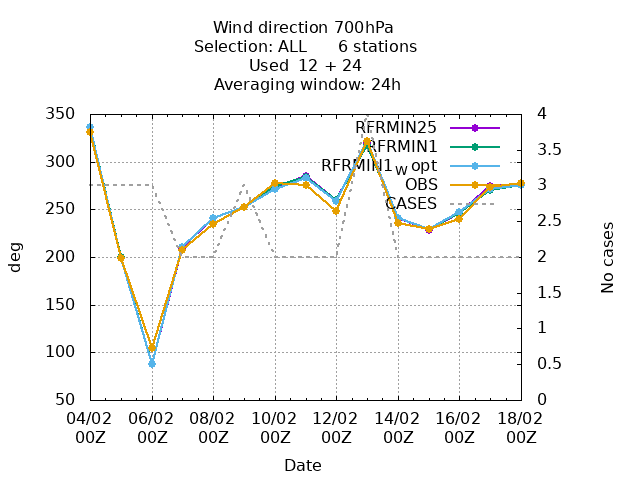 Wind direction 700hPa
Selection: ALL 6 stations
Used 12 + 24
Averaging window: 24h
350 4
RFRMIN25
RFRMIN1 3.5
300
RFRMIN1w opt
OBS 3
CASES
250 2.5
200 2
150 1.5
1
100
0.5
50 0
deg
No cases
04/02 06/02 08/02 10/02 12/02 14/02 16/02 18/02
00Z 00Z 00Z 00Z 00Z 00Z 00Z 00Z
Date